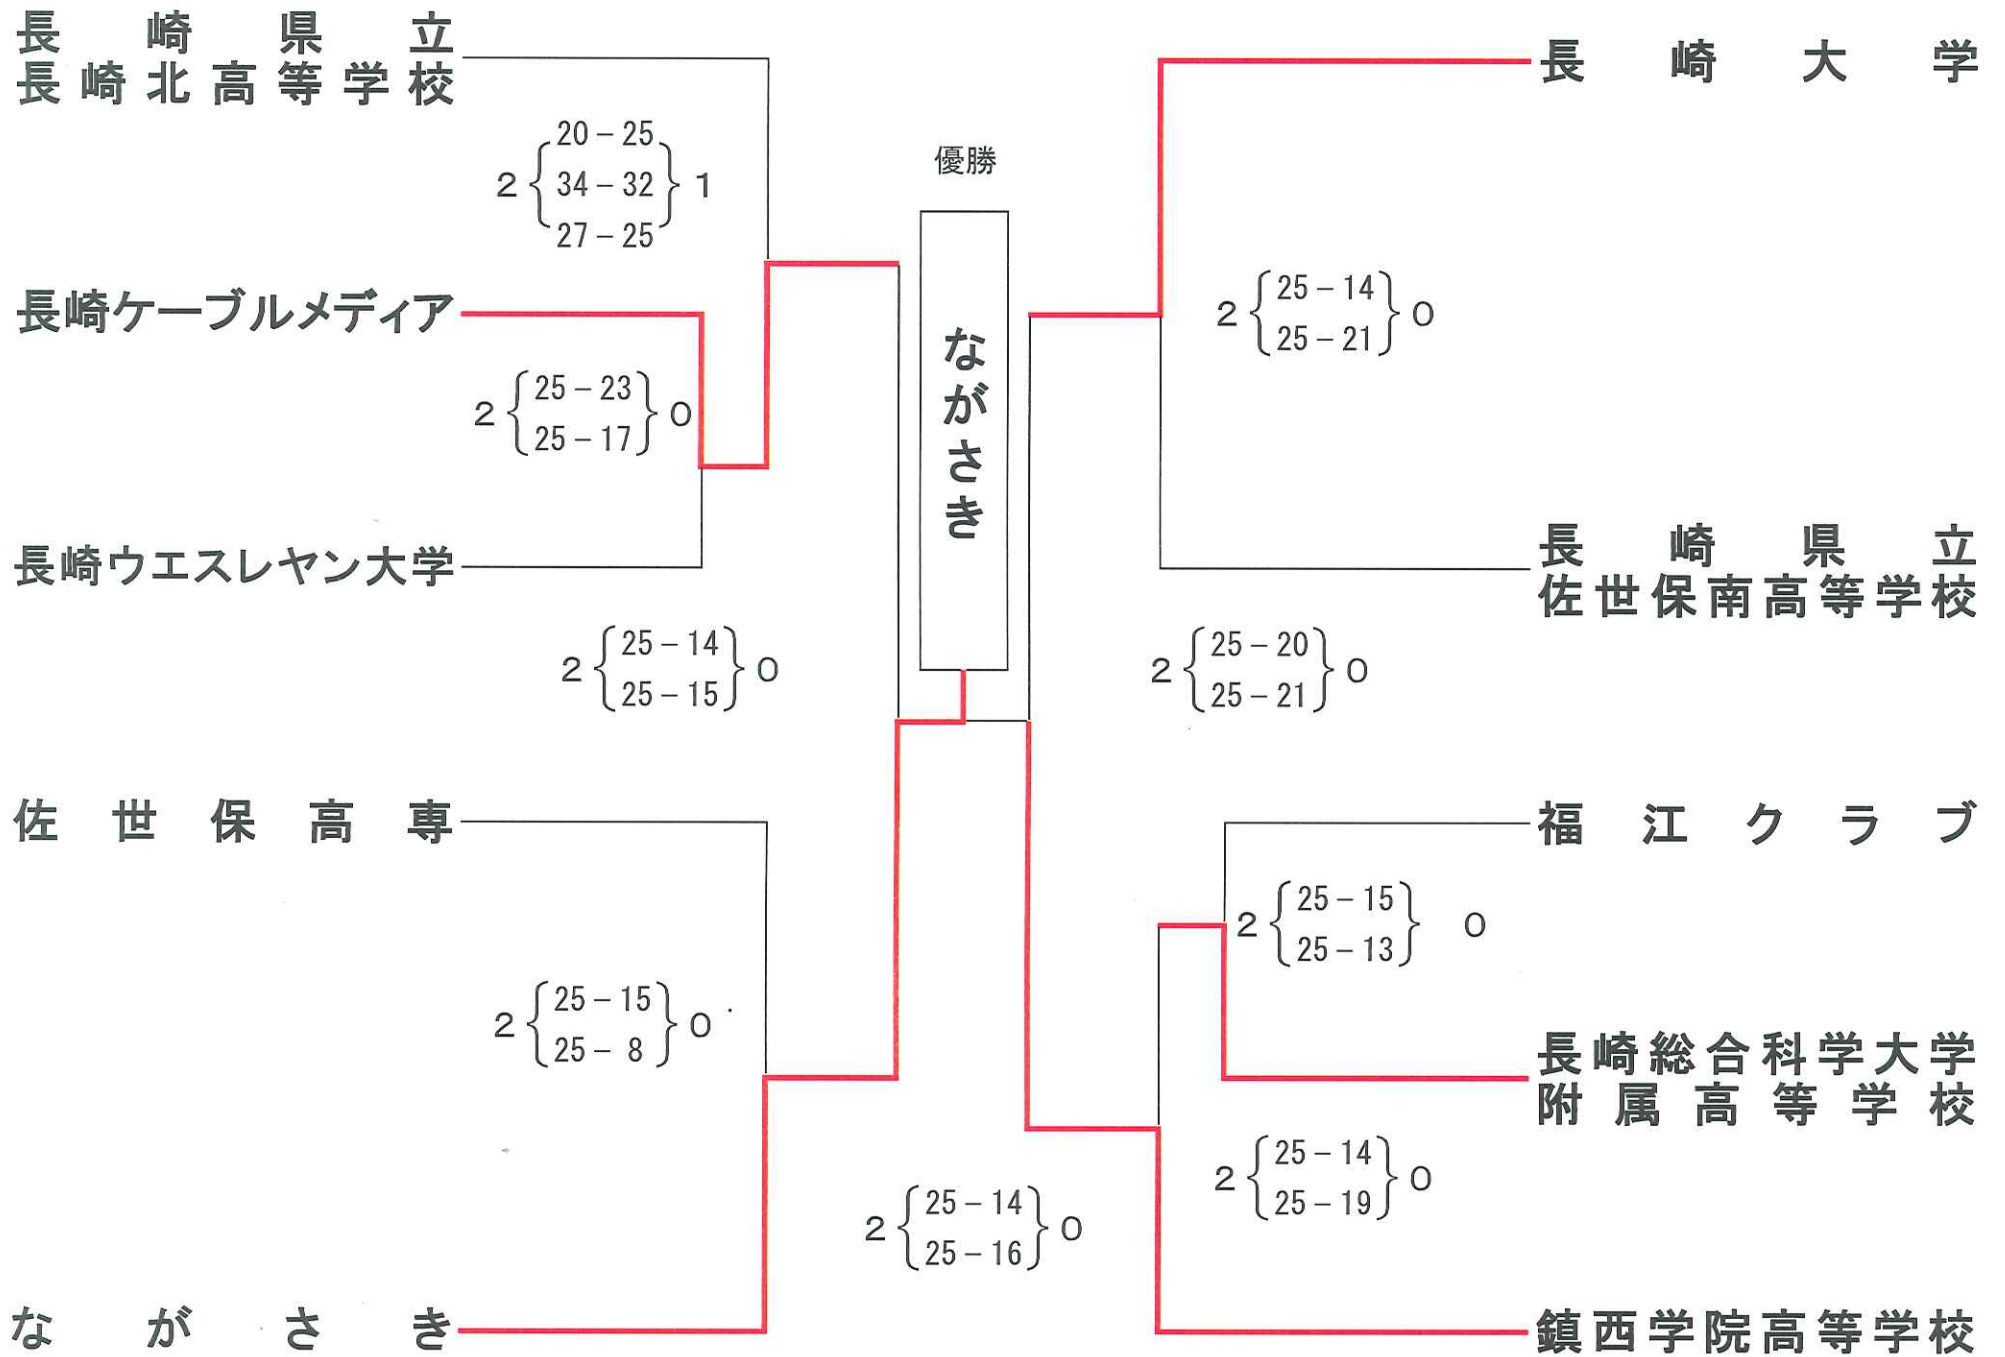 長崎県立
長崎北高等学校
20－25
2 34－32 1
27－25
長崎ケーブルメディア
25－23
2 0
25－17
長崎ウエスレヤン大学
25－14
2 0
25－15
佐世保高専
25－15
2 0
25－ 8
ながさき
優勝
ながさき
25－14
2 0
25－16
長崎大学
25－14
2 0
25－21
長崎県立
佐世保南高等学校
25－20
2 0
25－21
福江クラブ
25－15
2 0
25－13
長崎総合科学大学
附属高等学校
25－14
2 0
25－19
鎮西学院高等学校